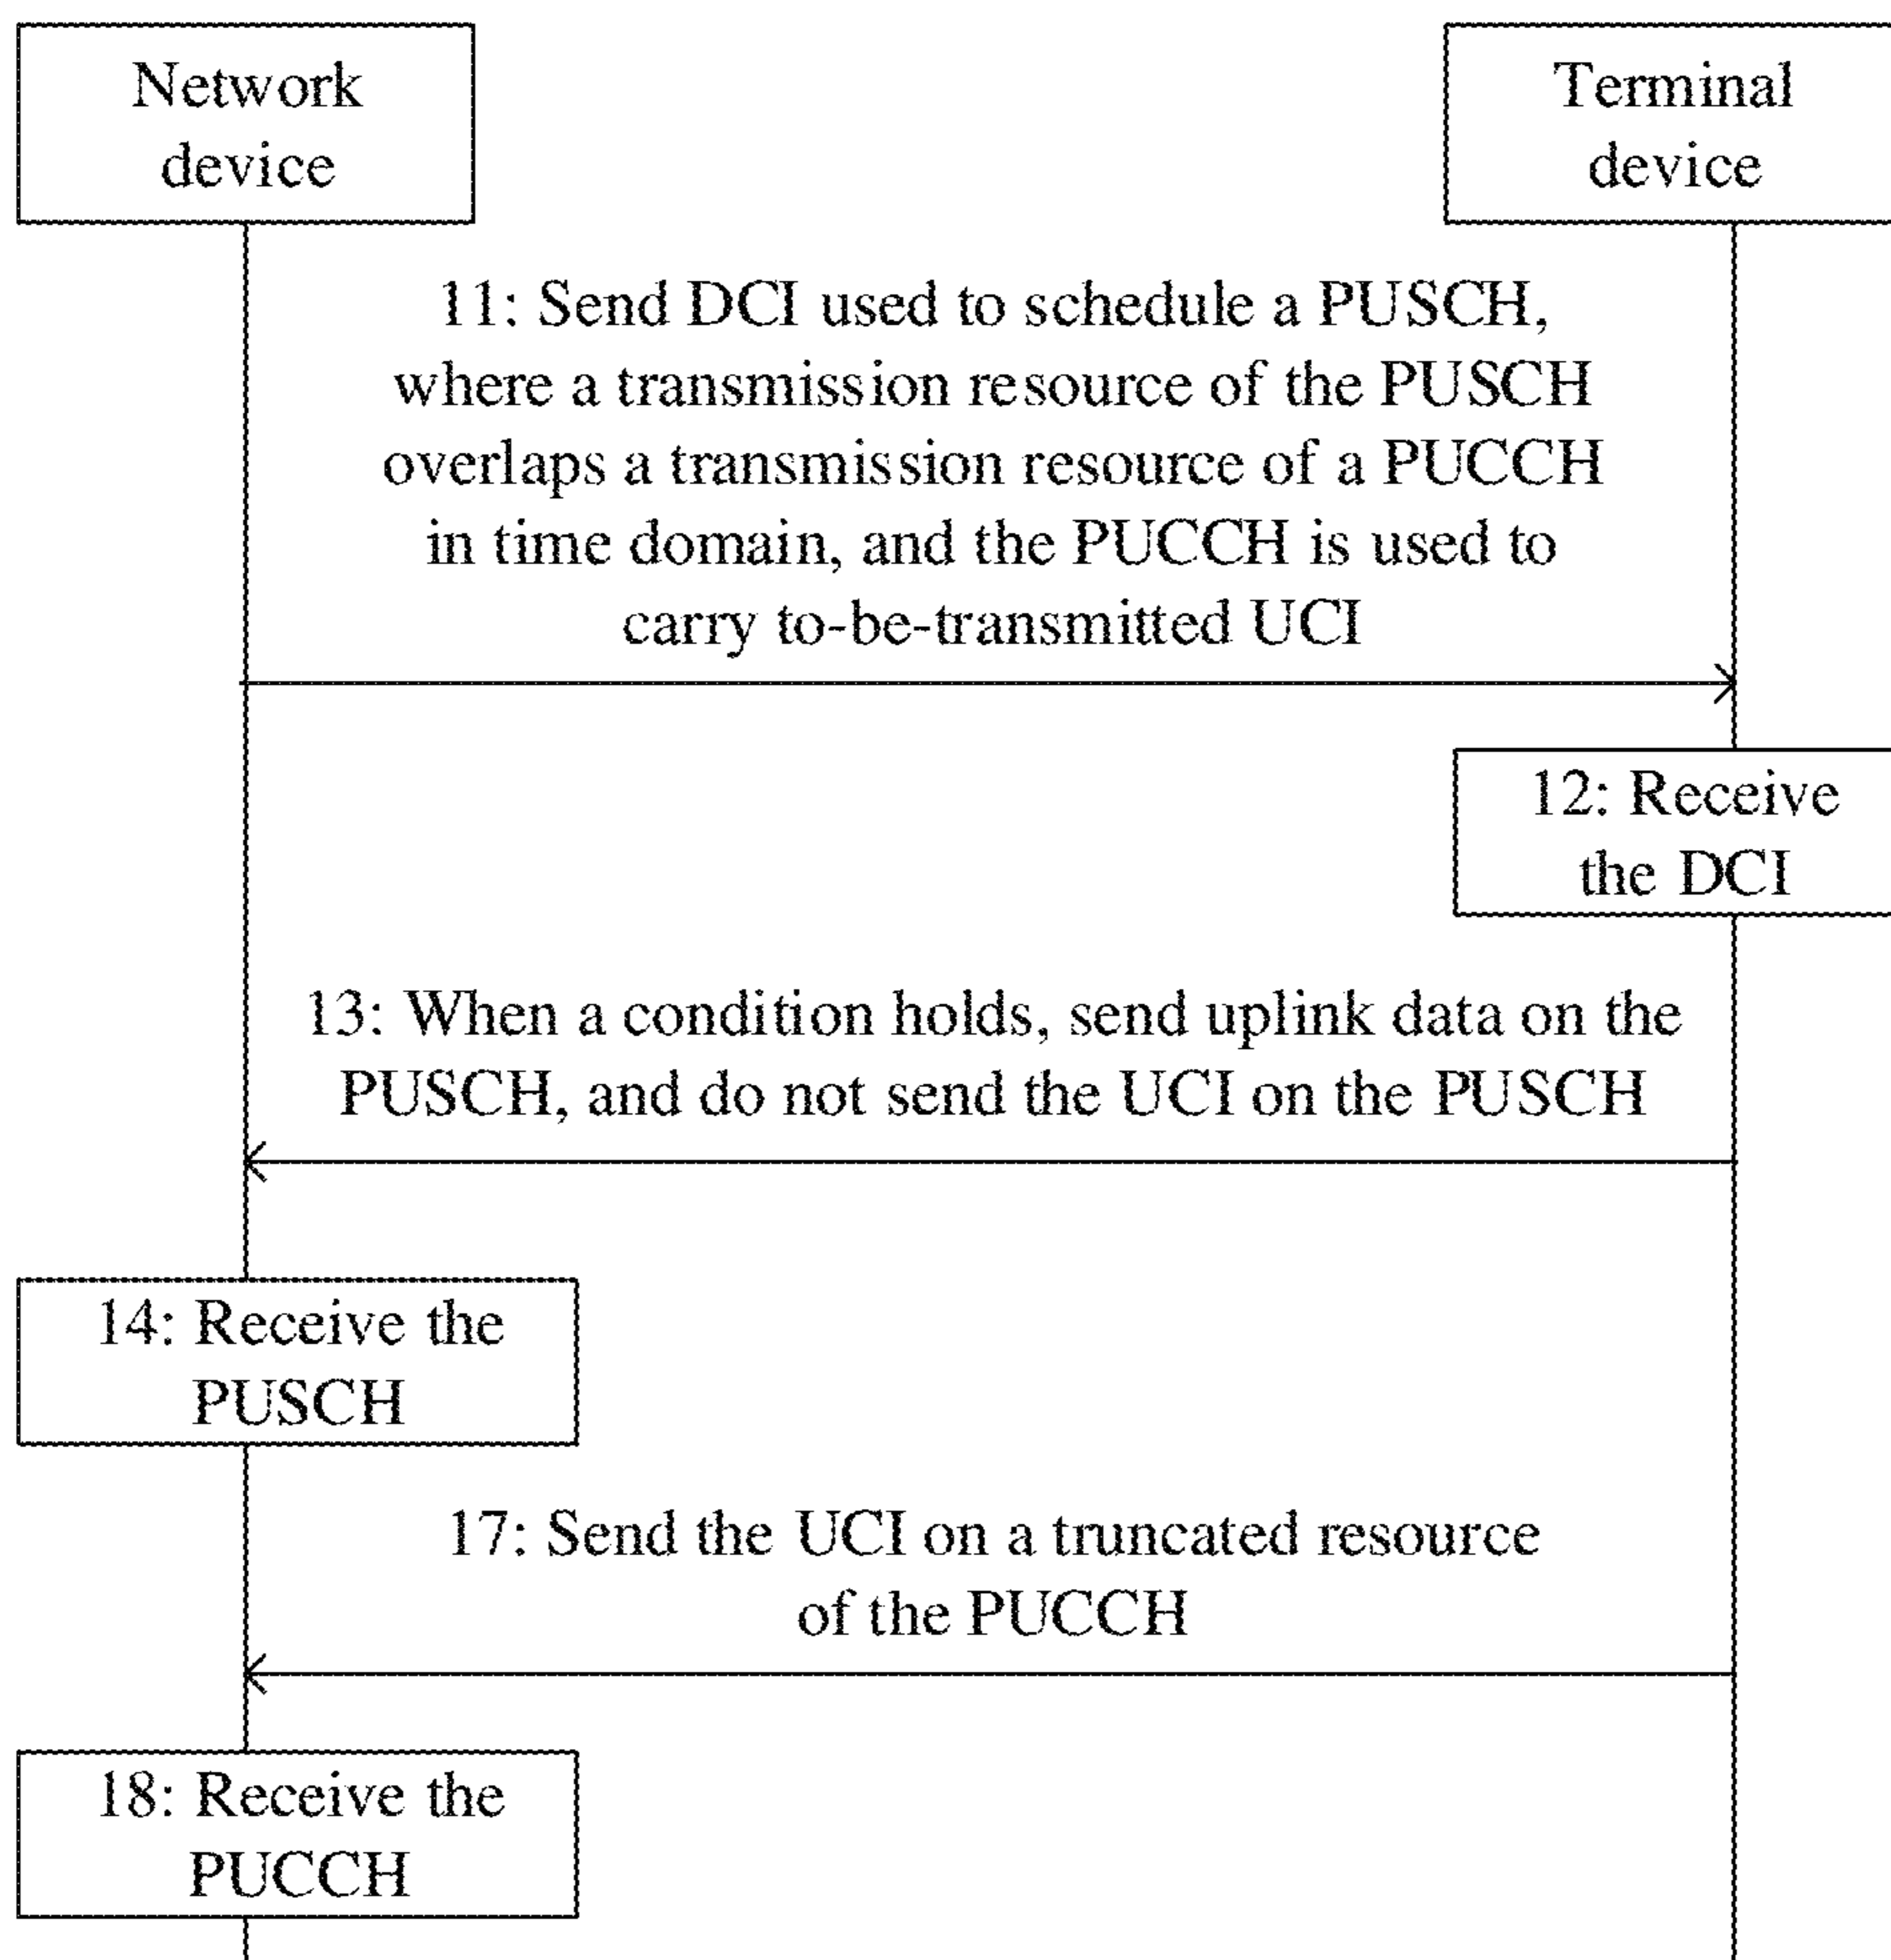 Network
device
Terminal
device
11: Send DCI used to schedule a PUSCH,
where a transmission resource of the PUSCH
overlaps a transmission resource of a PUCCH
in time domain, and the PUCCH is used to
carry to-be-transmitted UCI
12: Receive
the DCI
13: When a condition holds, send uplink data on the
PUSCH, and do not send the UCI on the PUSCH
14: Receive the
PUSCH
17: Send the UCI on a truncated resource
of the PUCCH
18: Receive the
PUCCH